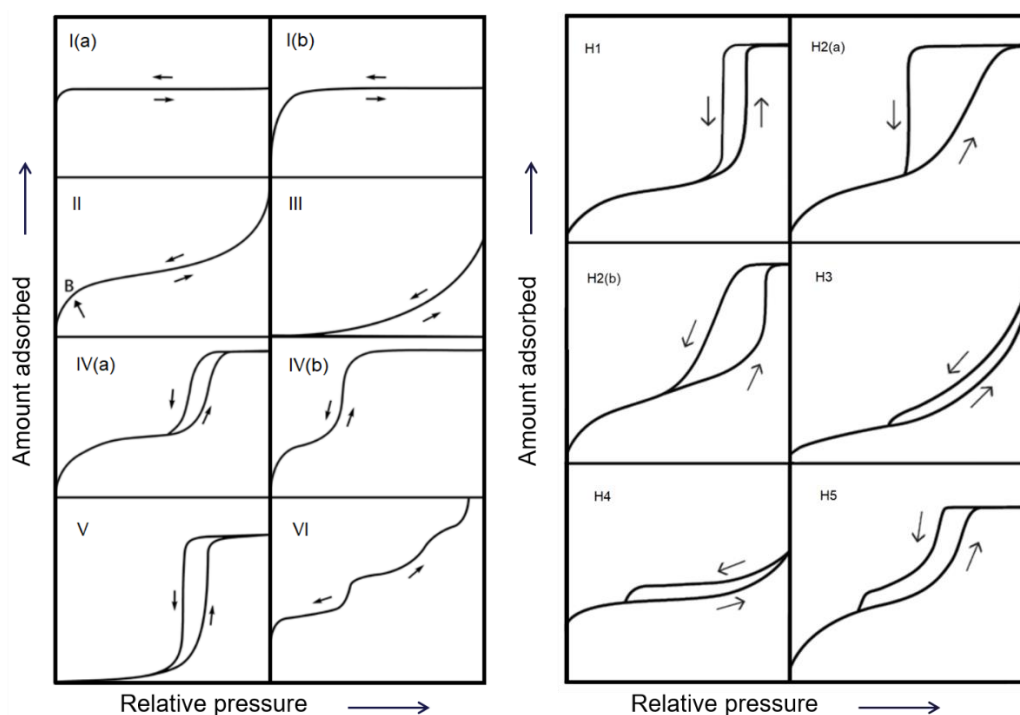 I(a)
I(b)
II
B
III
IV(a)
IV(b)
V
VI
Amount adsorbed
Relative pressure
H1
H2(a)
H2(b)
H3
H4
H5
Amount adsorbed
Relative pressure